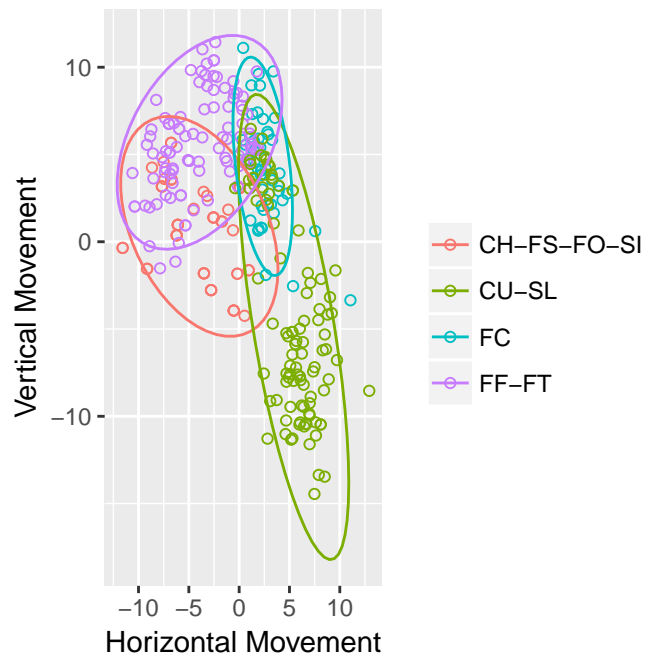 Vertical Movement
10
0
−10
−10 −5 0 5 10
Horizontal Movement
CH−FS−FO−SI
CU−SL
FC
FF−FT